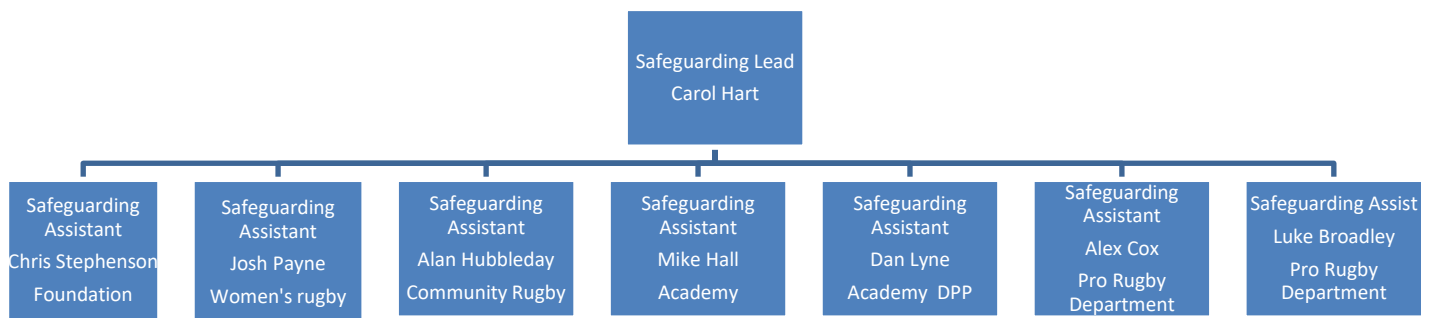 Safeguarding Lead
Carol Hart
Safeguarding
Assistant
Chris Stephenson
Foundation
Safeguarding
Assistant
Josh Payne
Women's rugby
Safeguarding
Assistant
Alan Hubbleday
Community Rugby
Safeguarding
Assistant
Mike Hall
Academy
Safeguarding
Assistant
Dan Lyne
Academy DPP
Safeguarding
Assistant
Alex Cox
Pro Rugby
Department
Safeguarding Assist
Luke Broadley
Pro Rugby
Department